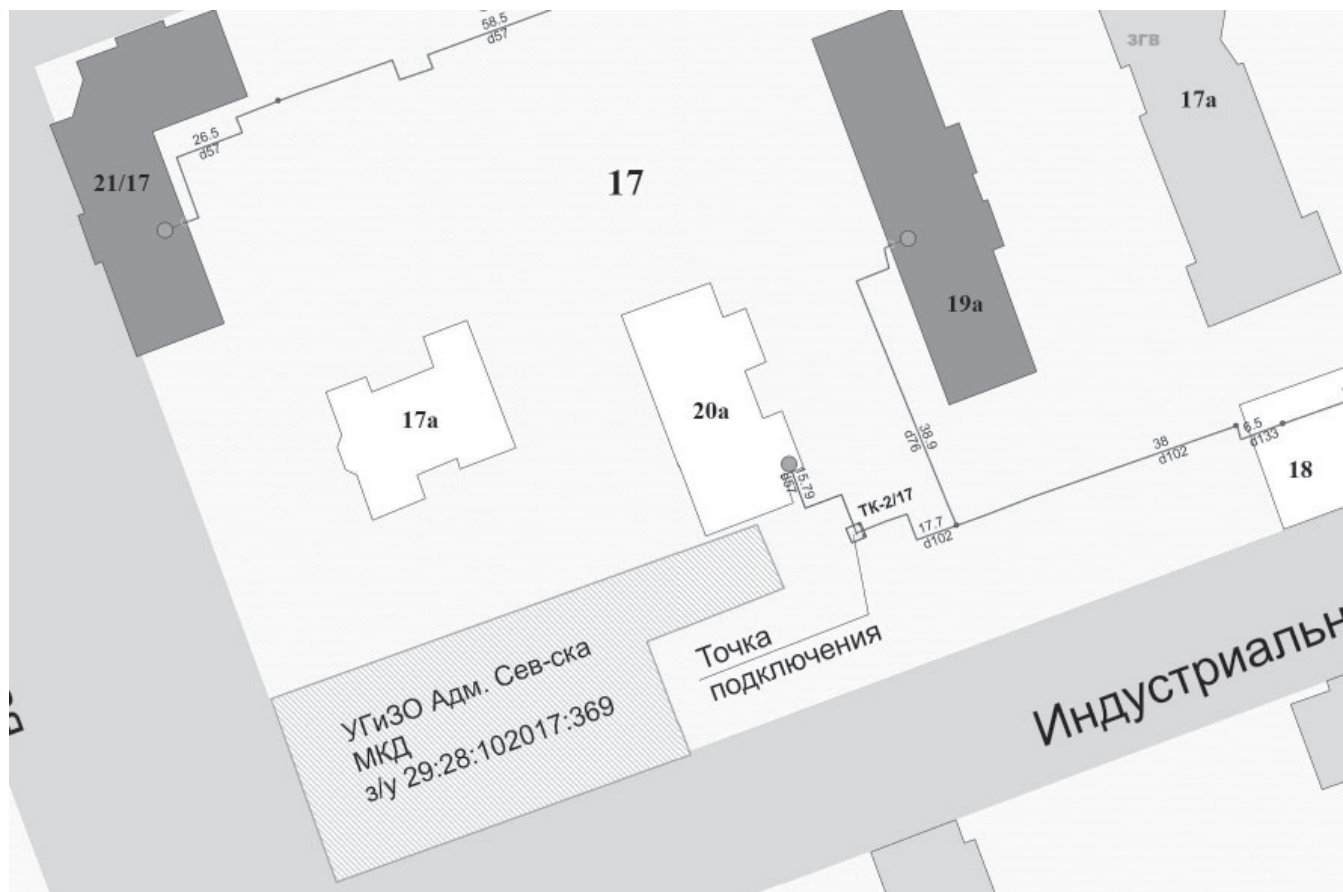 58.5
d57
згв
17а
26.5
d57
21/17
17
19а
17а
20а
38.9
d76
38
d102
6.5
d133
18
15.79
d57
ТК-2/17
17.7
d102
Точка
подключения
УГиЗО Адм. Сев-ска
МКД
з/у 29:28:102017:369
Индустриальн